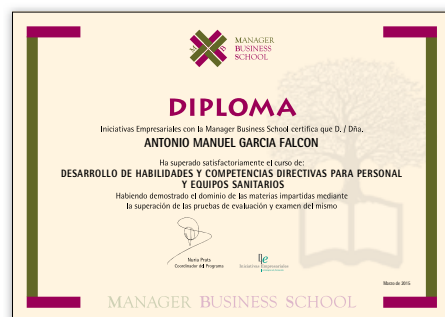 M B
MANAGER
BUSINESS
SCHOOL
DIPLOMA
Iniciativas Empresariales con la Manager Business School certifica que D. / Dña.
ANTONIO MANUEL GARCIA FALCON
Ha superado satisfactoriamente el curso de:
DESARROLLO DE HABILIDADES Y COMPETENCIAS DIRECTIVAS PARA PERSONAL
Y EQUIPOS SANITARIOS
Habiendo demostrado el dominio de las materias impartidas mediante
la superación de las pruebas de evaluación y examen del mismo
Nuria Prats
Coordinador del Programa
Iniciativas Empresariales
Marzo de 2015
MANAGER BUSINESS SCHOOL